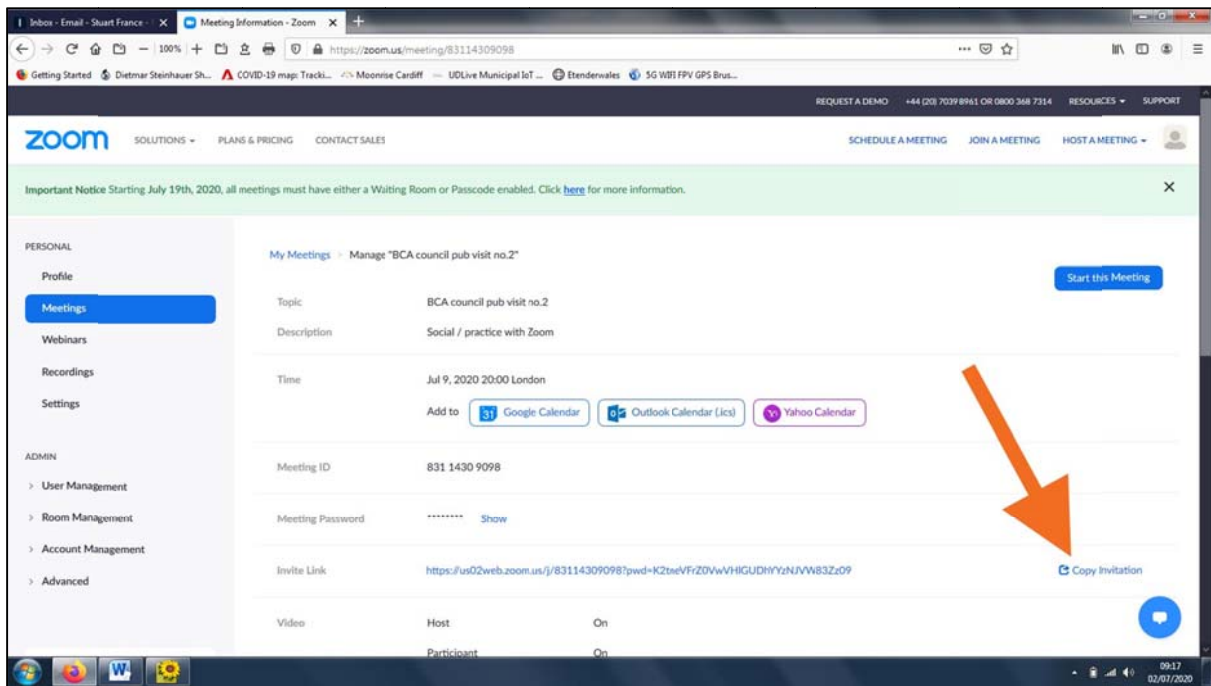 Inbox - Email - Stuart France - X Meeting Information - Zoom X +
100% https://zoom.us/meeting/83114309098
Getting Started Dietmar Steinhauer Sh... COVID-19 map: Tracki... Moonrise Cardiff UDLive Municipal IoT ... Etenderwales 5G WIFI FPV GPS Brus...
REQUEST A DEMO +44 (20) 7039 8961 OR 0800 368 7314 RESOURCES SUPPORT
zoom SOLUTIONS PLANS & PRICING CONTACT SALES SCHEDULE A MEETING JOIN A MEETING HOST A MEETING
Important Notice Starting July 19th, 2020, all meetings must have either a Waiting Room or Passcode enabled. Click here for more information. ×
PERSONAL
Profile
Meetings
Webinars
Recordings
Settings
ADMIN
> User Management
> Room Management
> Account Management
> Advanced
My Meetings > Manage "BCA council pub visit no.2"
Start this Meeting
Topic BCA council pub visit no.2
Description Social / practice with Zoom
Time Jul 9, 2020 20:00 London
Add to 31 Google Calendar Outlook Calendar (.ics) Yahoo Calendar
Meeting ID 831 1430 9098
Meeting Password -------- Show
Invite Link Copy Invitation
Video Host On
Participant On
09:17
02/07/2020